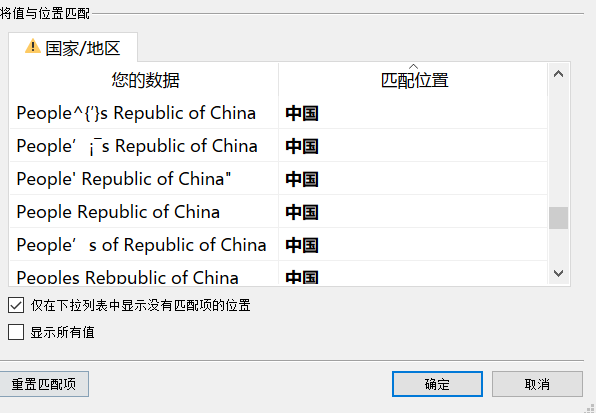 将值与位置匹配
国家/地区
您的数据 匹配位置
People^{'}s Republic of China 中国
People′ ¡¯s Republic of China 中国
People' Republic of China" 中国
People Republic of China 中国
People′s of Republic of China 中国
Peoples Rebpublic of China 中国
仅在下拉列表中显示没有匹配项的位置
显示所有值
重置匹配项 确定 取消